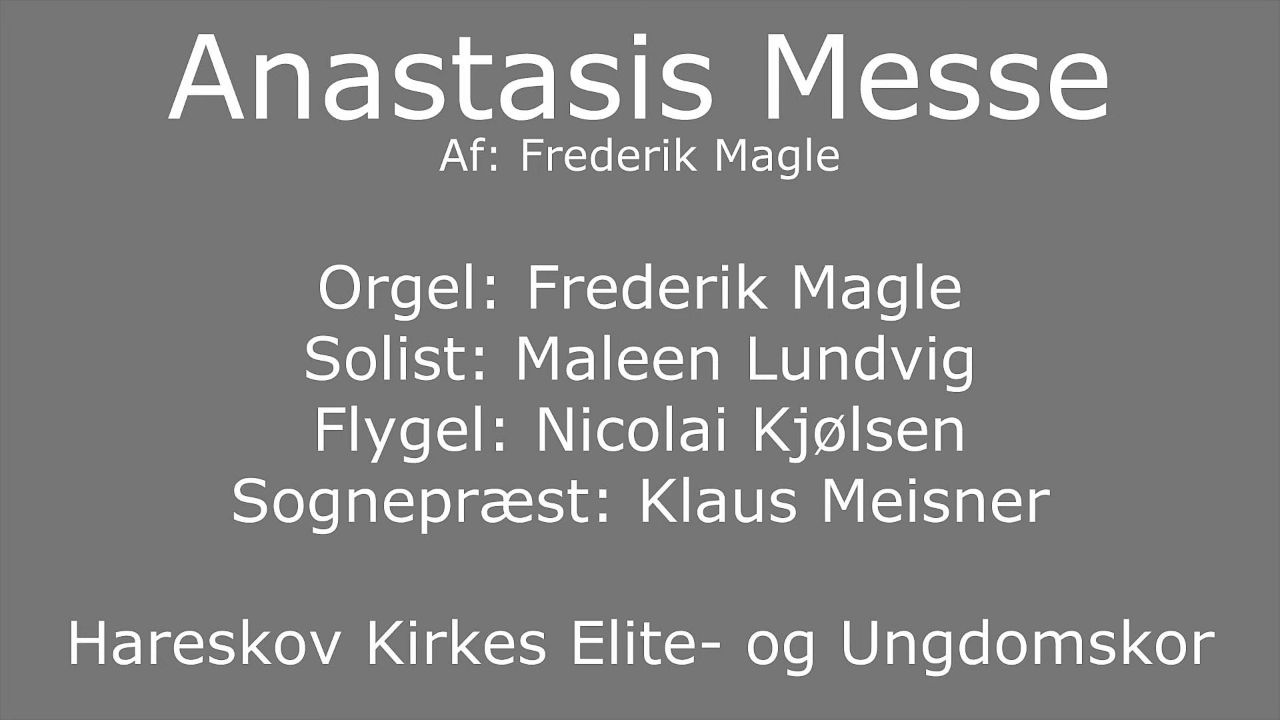 Anastasis Messe
Af: Frederik Magle
Orgel: Frederik Magle
Solist: Maleen Lundvig
Flygel: Nicolai Kjølsen
Sognepræst: Klaus Meisner
Hareskov Kirkes Elite- og Ungdomskor